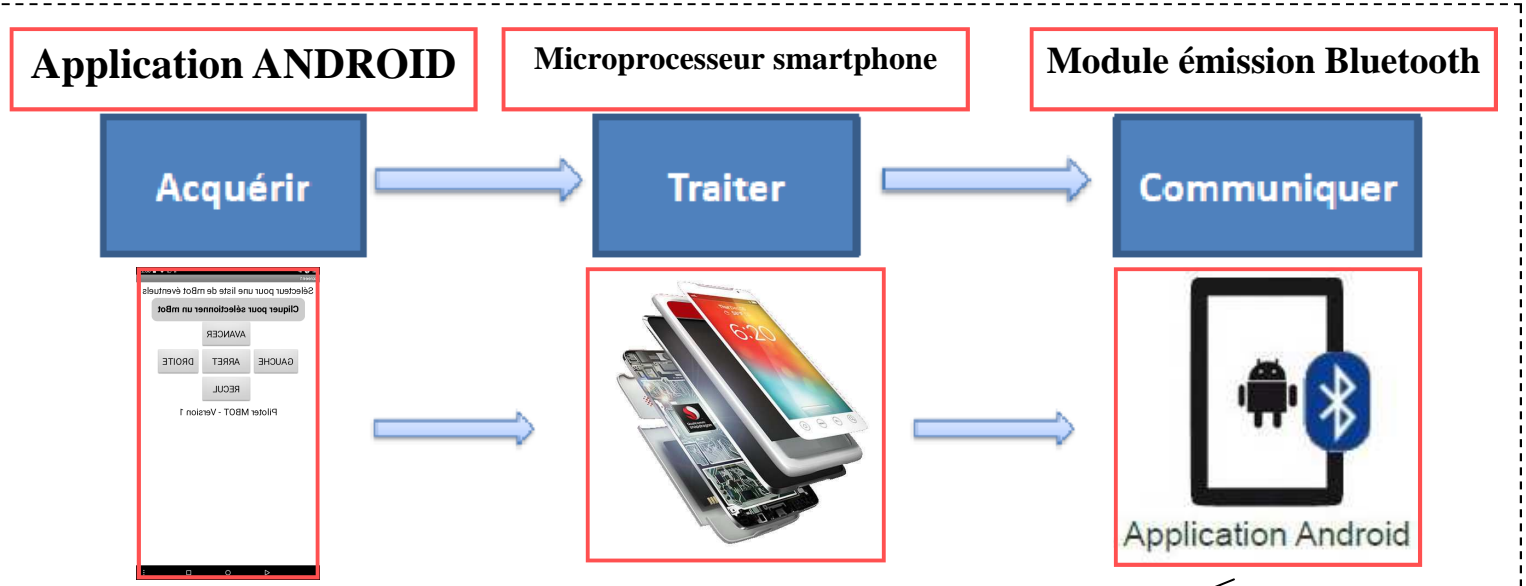 Application ANDROID
Microprocesseur smartphone
Module émission Bluetooth
Acquérir
Traiter
Communiquer
Sélecteur pour une liste de mBot éventuels
Cliquer pour sélectionner un mBot
AVANCER
GAUCHE ARRET DROITE
RECUL
Piloter MBOT - Version 1
6:20
Application Android